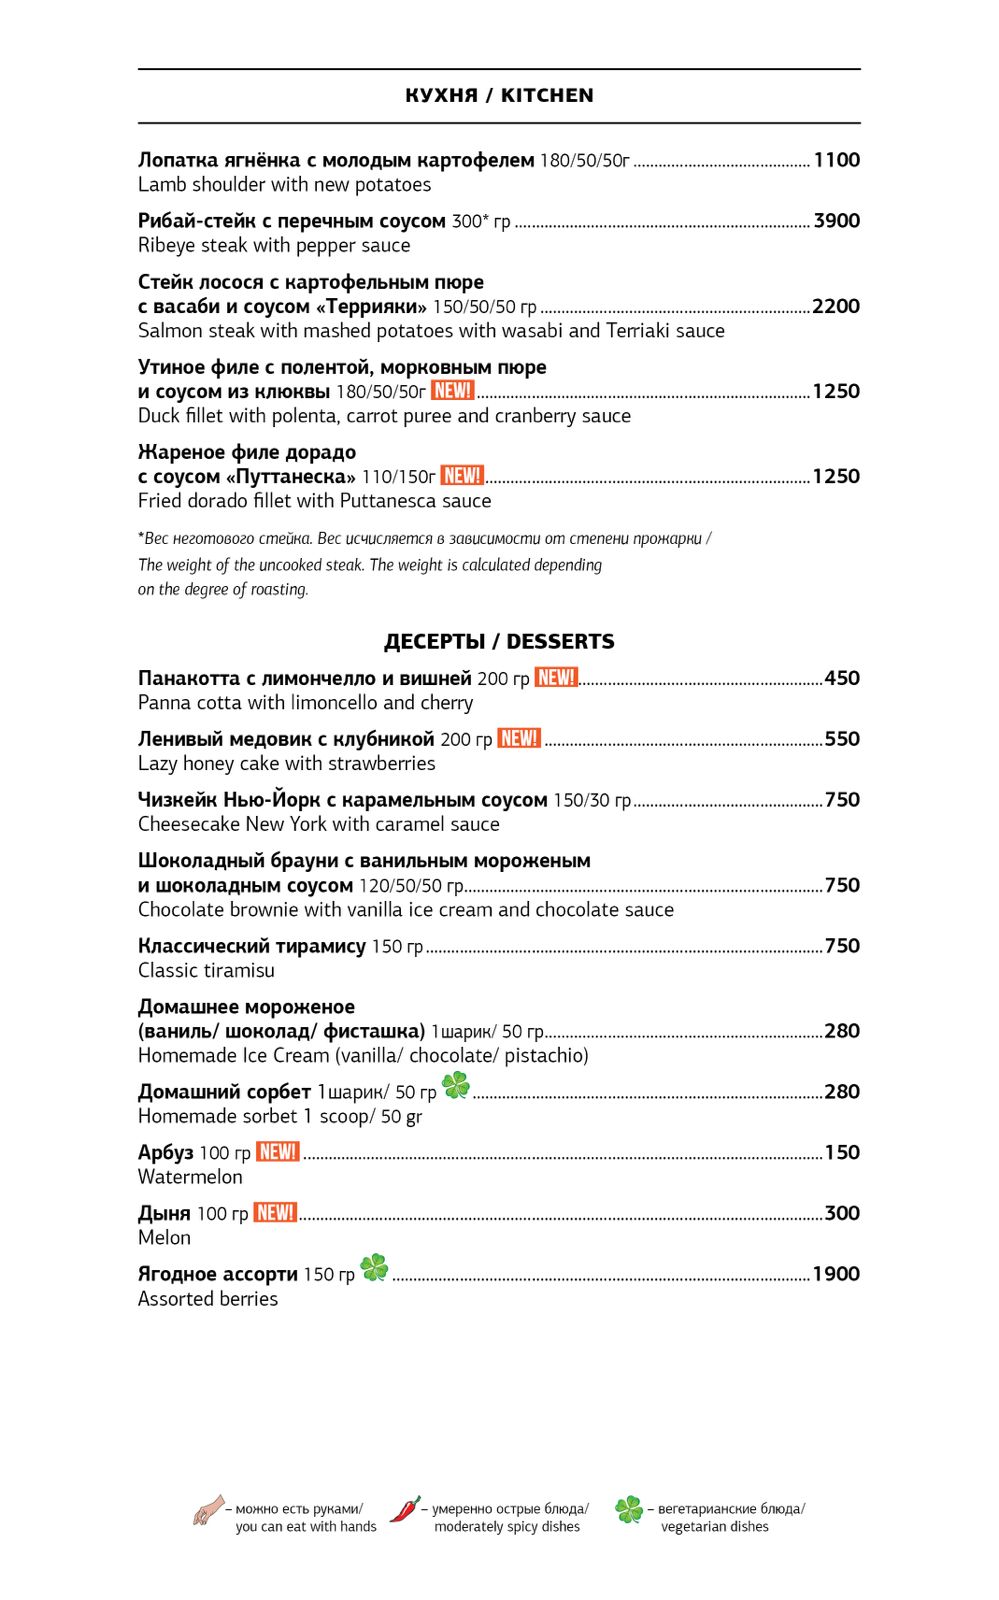 КУХНЯ / KITCHEN
Лопатка ягнёнка с молодым картофелем 180/50/50г ........ 1100
Lamb shoulder with new potatoes
Рибай-стейк с перечным соусом 300* гр ........ 3900
Ribeye steak with pepper sauce
Стейк лосося с картофельным пюре
с васаби и соусом «Террияки» 150/50/50 гр ........ 2200
Salmon steak with mashed potatoes with wasabi and Terriaki sauce
Утиное филе с полентой, морковным пюре
и соусом из клюквы 180/50/50г NEW! ........ 1250
Duck fillet with polenta, carrot puree and cranberry sauce
Жареное филе дорадо
с соусом «Путтанеска» 110/150г NEW! ........ 1250
Fried dorado fillet with Puttanesca sauce
*Вес неготового стейка. Вес исчисляется в зависимости от степени прожарки /
The weight of the uncooked steak. The weight is calculated depending
on the degree of roasting.
ДЕСЕРТЫ / DESSERTS
Панакотта с лимончелло и вишней 200 гр NEW! ........ 450
Panna cotta with limoncello and cherry
Ленивый медовик с клубникой 200 гр NEW! ........ 550
Lazy honey cake with strawberries
Чизкейк Нью-Йорк с карамельным соусом 150/30 гр ........ 750
Cheesecake New York with caramel sauce
Шоколадный брауни с ванильным мороженым
и шоколадным соусом 120/50/50 гр ........ 750
Chocolate brownie with vanilla ice cream and chocolate sauce
Классический тирамису 150 гр ........ 750
Classic tiramisu
Домашнее мороженое
(ваниль/ шоколад/ фисташка) 1шарик/ 50 гр ........ 280
Homemade Ice Cream (vanilla/ chocolate/ pistachio)
Домашний сорбет 1шарик/ 50 гр ........ 280
Homemade sorbet 1 scoop/ 50 gr
Арбуз 100 гр NEW! ........ 150
Watermelon
Дыня 100 гр NEW! ........ 300
Melon
Ягодное ассорти 150 гр ........ 1900
Assorted berries
– можно есть руками/
you can eat with hands
– умеренно острые блюда/
moderately spicy dishes
– вегетарианские блюда/
vegetarian dishes